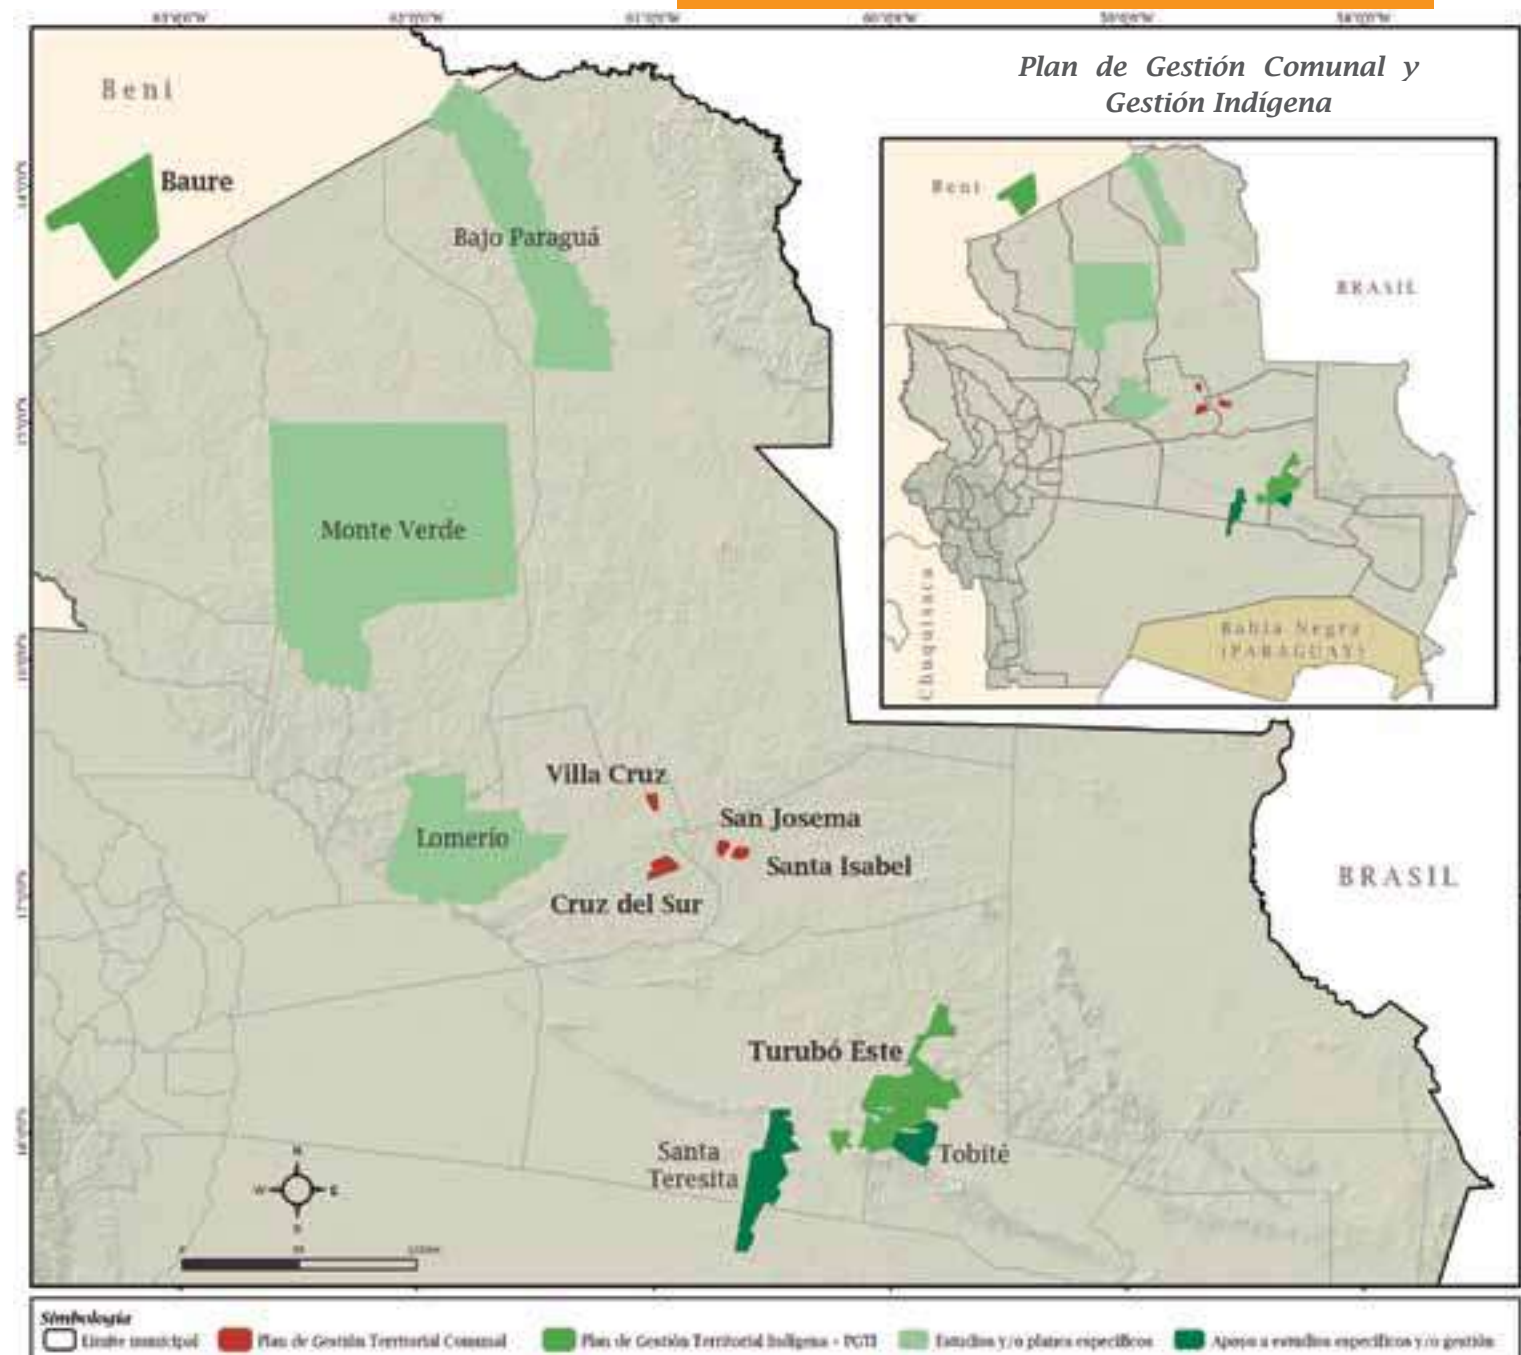 Plan de Gestión Comunal y
Gestión Indígena
Beni
Baure
Bajo Paraguá
Monte Verde
Lomerío
Villa Cruz
San Josema
Santa Isabel
Cruz del Sur
Turubó Este
Santa
Teresita
Tobité
BRASIL
N
W
E
Beni
BRASIL
Chuquisaca
Bahía Negra
(PARAGUAY)
Simbología
Límite municipal
Plan de Gestión Territorial Comunal
Plan de Gestión Territorial Indígena - PGTI
Estudios y/o planes específicos
Apoyo a estudios específicos y/o gestión